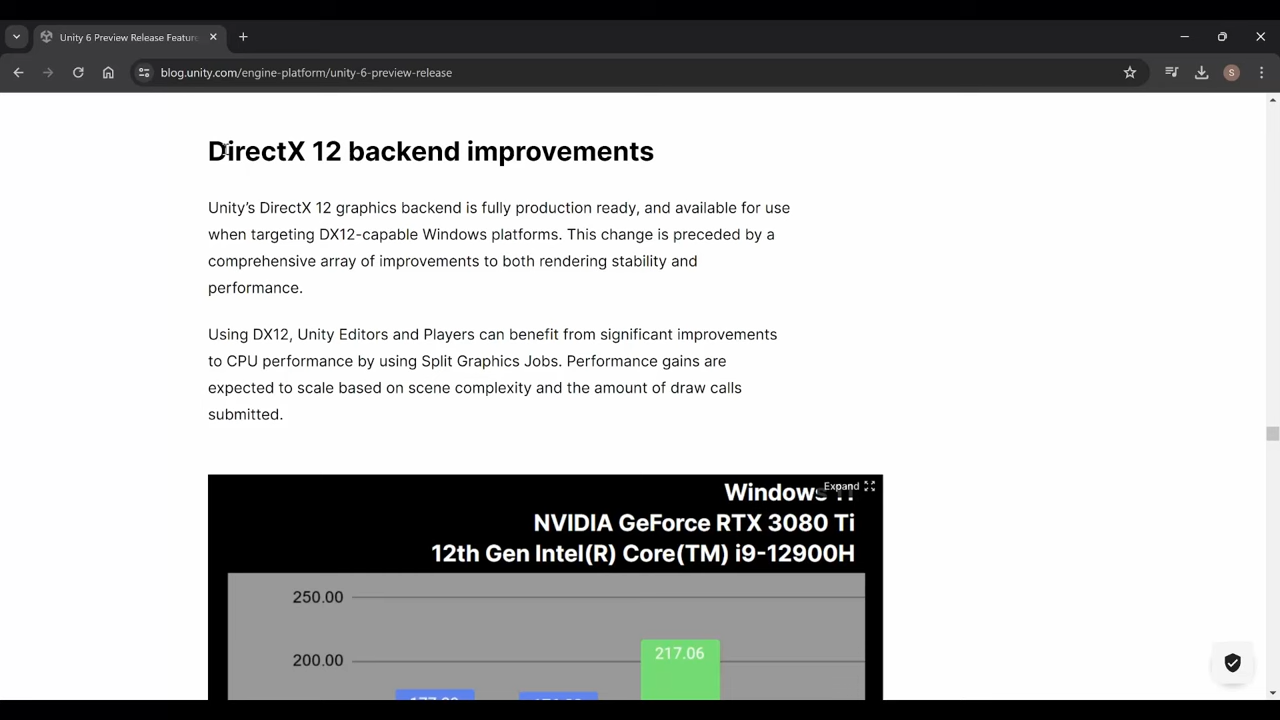 Unity 6 Preview Release Feature
blog.unity.com/engine-platform/unity-6-preview-release
S
DirectX 12 backend improvements
Unity’s DirectX 12 graphics backend is fully production ready, and available for use
when targeting DX12-capable Windows platforms. This change is preceded by a
comprehensive array of improvements to both rendering stability and
performance.
Using DX12, Unity Editors and Players can benefit from significant improvements
to CPU performance by using Split Graphics Jobs. Performance gains are
expected to scale based on scene complexity and the amount of draw calls
submitted.
Expand
Windows 11
NVIDIA GeForce RTX 3080 Ti
12th Gen Intel(R) Core(TM) i9-12900H
250.00
217.06
200.00